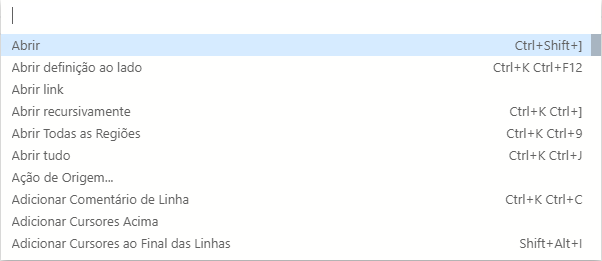 Abrir Ctrl+Shift+]
Abrir definição ao lado Ctrl+K Ctrl+F12
Abrir link
Abrir recursivamente Ctrl+K Ctrl+]
Abrir Todas as Regiões Ctrl+K Ctrl+9
Abrir tudo Ctrl+K Ctrl+J
Ação de Origem...
Adicionar Comentário de Linha Ctrl+K Ctrl+C
Adicionar Cursores Acima
Adicionar Cursores ao Final das Linhas Shift+Alt+I